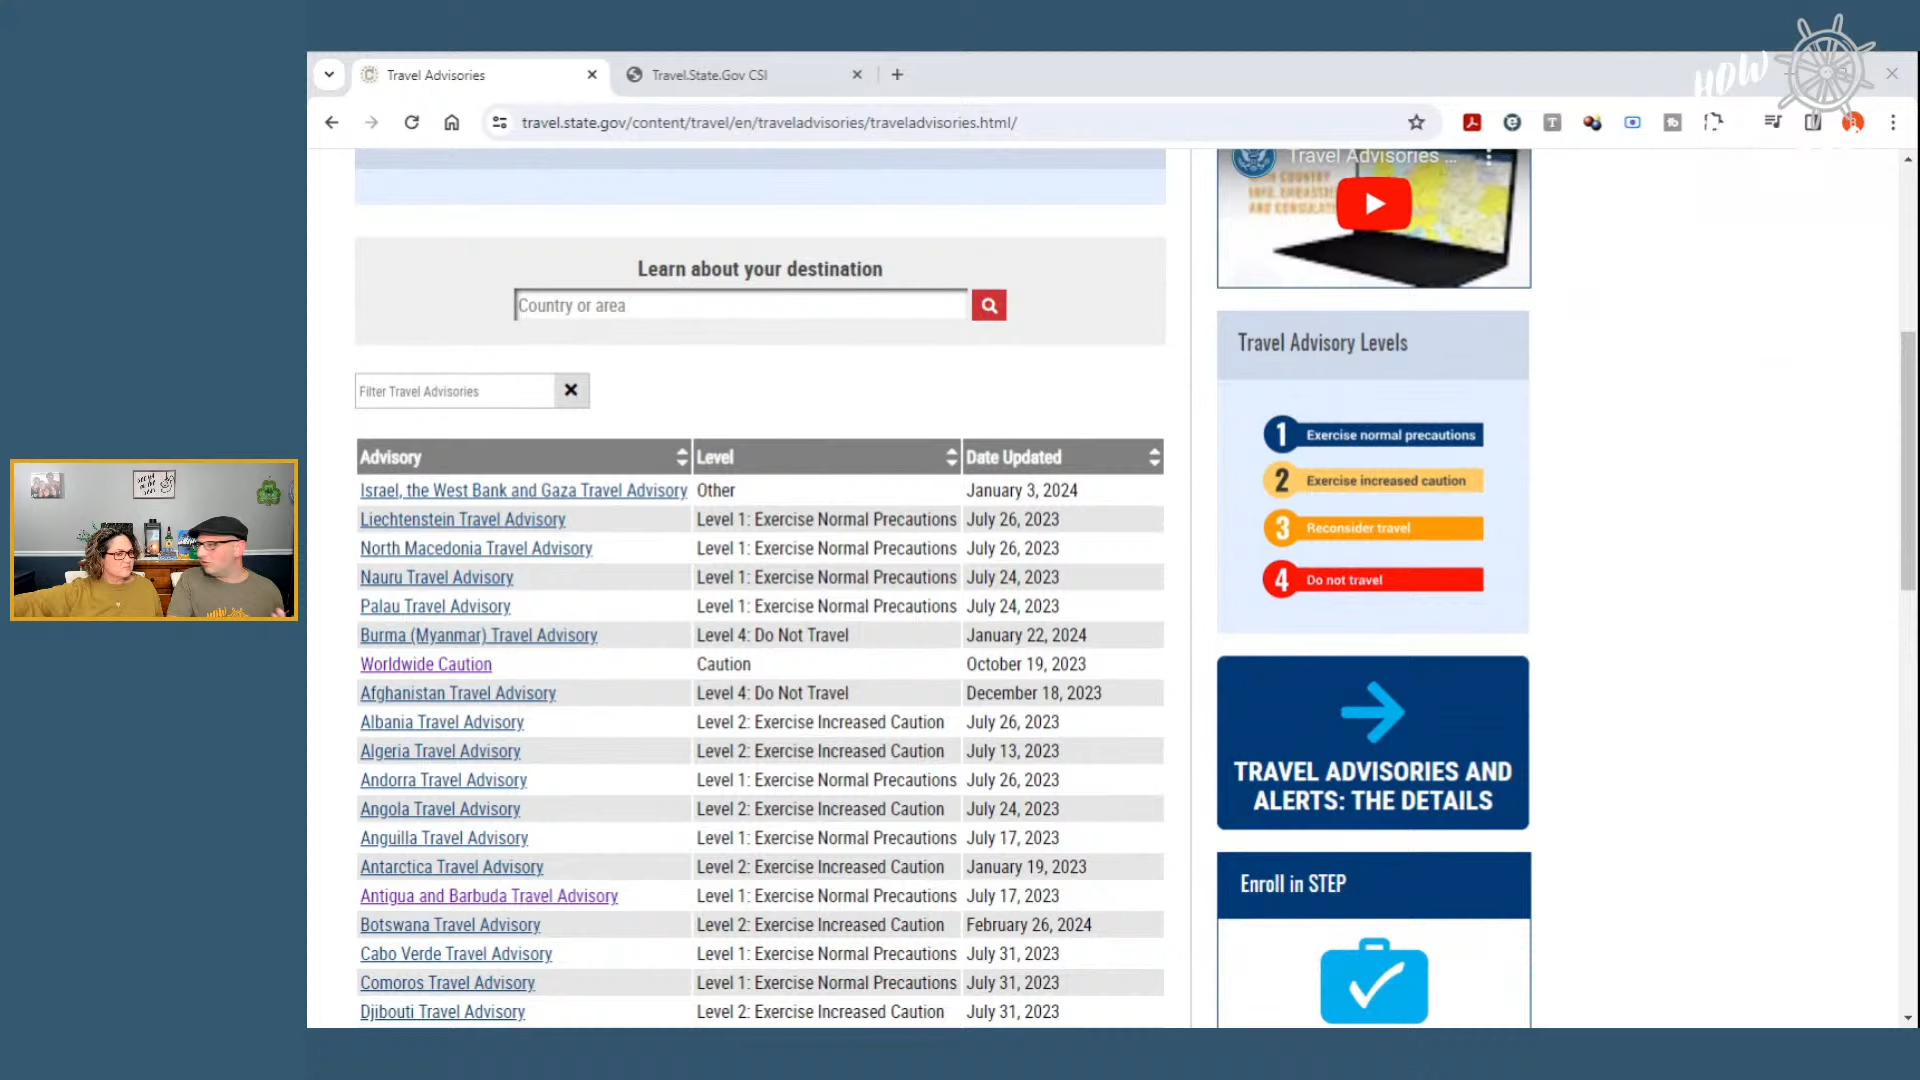 HOW
Travel Advisories
Travel.State.Gov CSI
travel.state.gov/content/travel/en/traveladvisories/traveladvisories.html/
Travel Advisories ...
AND CONSULAT
Learn about your destination
Country or area
Filter Travel Advisories
Advisory Level Date Updated
Israel, the West Bank and Gaza Travel Advisory Other January 3, 2024
Liechtenstein Travel Advisory Level 1: Exercise Normal Precautions July 26, 2023
North Macedonia Travel Advisory Level 1: Exercise Normal Precautions July 26, 2023
Nauru Travel Advisory Level 1: Exercise Normal Precautions July 24, 2023
Palau Travel Advisory Level 1: Exercise Normal Precautions July 24, 2023
Burma (Myanmar) Travel Advisory Level 4: Do Not Travel January 22, 2024
Worldwide Caution Caution October 19, 2023
Afghanistan Travel Advisory Level 4: Do Not Travel December 18, 2023
Albania Travel Advisory Level 2: Exercise Increased Caution July 26, 2023
Algeria Travel Advisory Level 2: Exercise Increased Caution July 13, 2023
Andorra Travel Advisory Level 1: Exercise Normal Precautions July 26, 2023
Angola Travel Advisory Level 2: Exercise Increased Caution July 24, 2023
Anguilla Travel Advisory Level 1: Exercise Normal Precautions July 17, 2023
Antarctica Travel Advisory Level 2: Exercise Increased Caution January 19, 2023
Antigua and Barbuda Travel Advisory Level 1: Exercise Normal Precautions July 17, 2023
Botswana Travel Advisory Level 2: Exercise Increased Caution February 26, 2024
Cabo Verde Travel Advisory Level 1: Exercise Normal Precautions July 31, 2023
Comoros Travel Advisory Level 1: Exercise Normal Precautions July 31, 2023
Djibouti Travel Advisory Level 2: Exercise Increased Caution July 31, 2023
Travel Advisory Levels
1 Exercise normal precautions
2 Exercise increased caution
3 Reconsider travel
4 Do not travel
TRAVEL ADVISORIES AND
ALERTS: THE DETAILS
Enroll in STEP